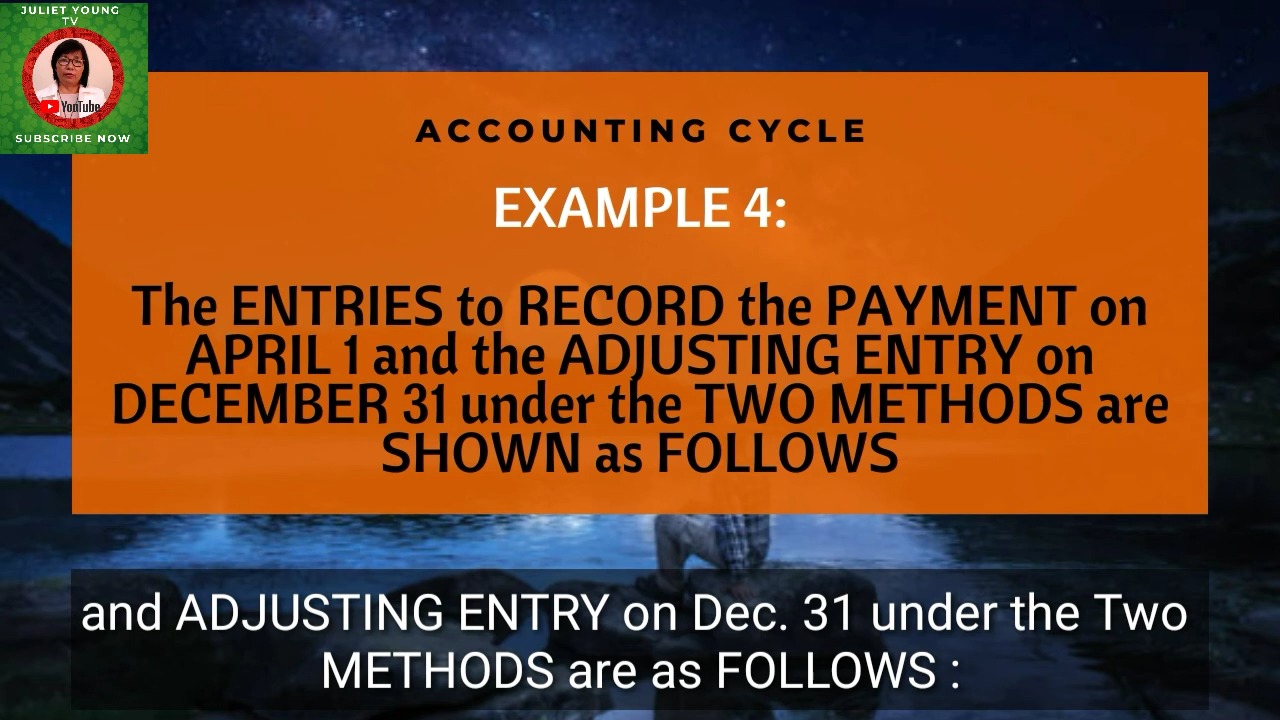 JULIET YOUNG
TV
YouTube
SUBSCRIBE NOW
ACCOUNTING CYCLE
EXAMPLE 4:
The ENTRIES to RECORD the PAYMENT on
APRIL 1 and the ADJUSTING ENTRY on
DECEMBER 31 under the TWO METHODS are
SHOWN as FOLLOWS
and ADJUSTING ENTRY on Dec. 31 under the Two
METHODS are as FOLLOWS :